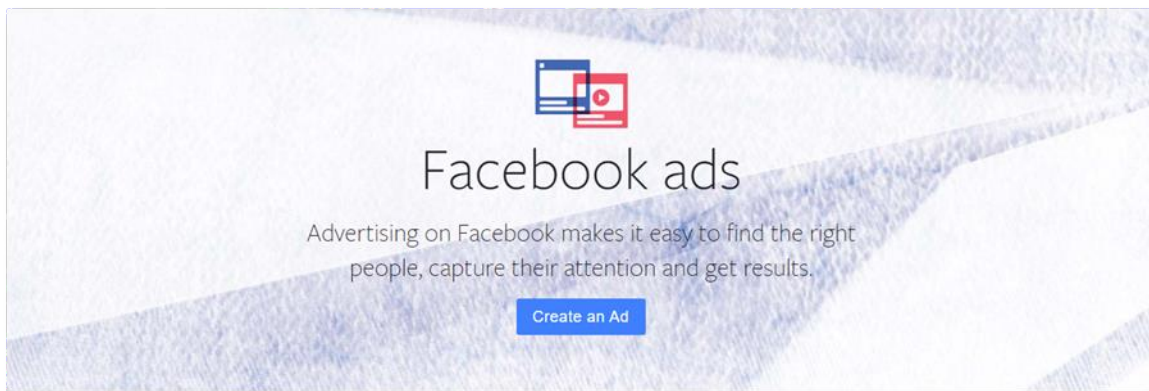 Facebook ads
Advertising on Facebook makes it easy to find the right
people, capture their attention and get results.
Create an Ad